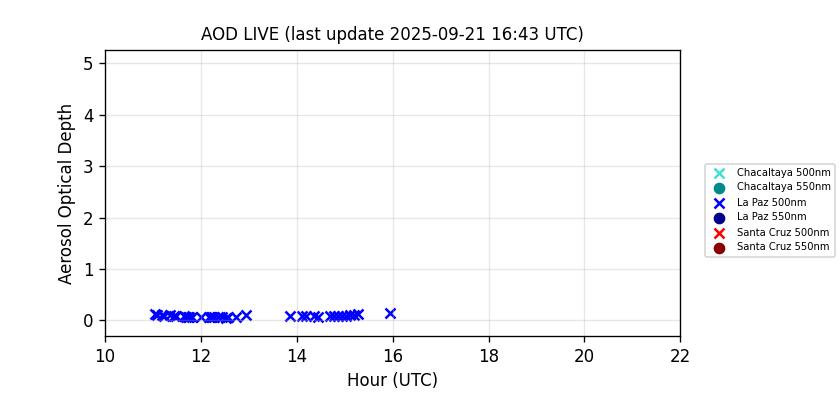 AOD LIVE (last update 2025-09-21 16:43 UTC)
Aerosol Optical Depth
5
4
3
2
1
0
10 12 14 16 18 20 22
Hour (UTC)
Chacaltaya 500nm
Chacaltaya 550nm
La Paz 500nm
La Paz 550nm
Santa Cruz 500nm
Santa Cruz 550nm